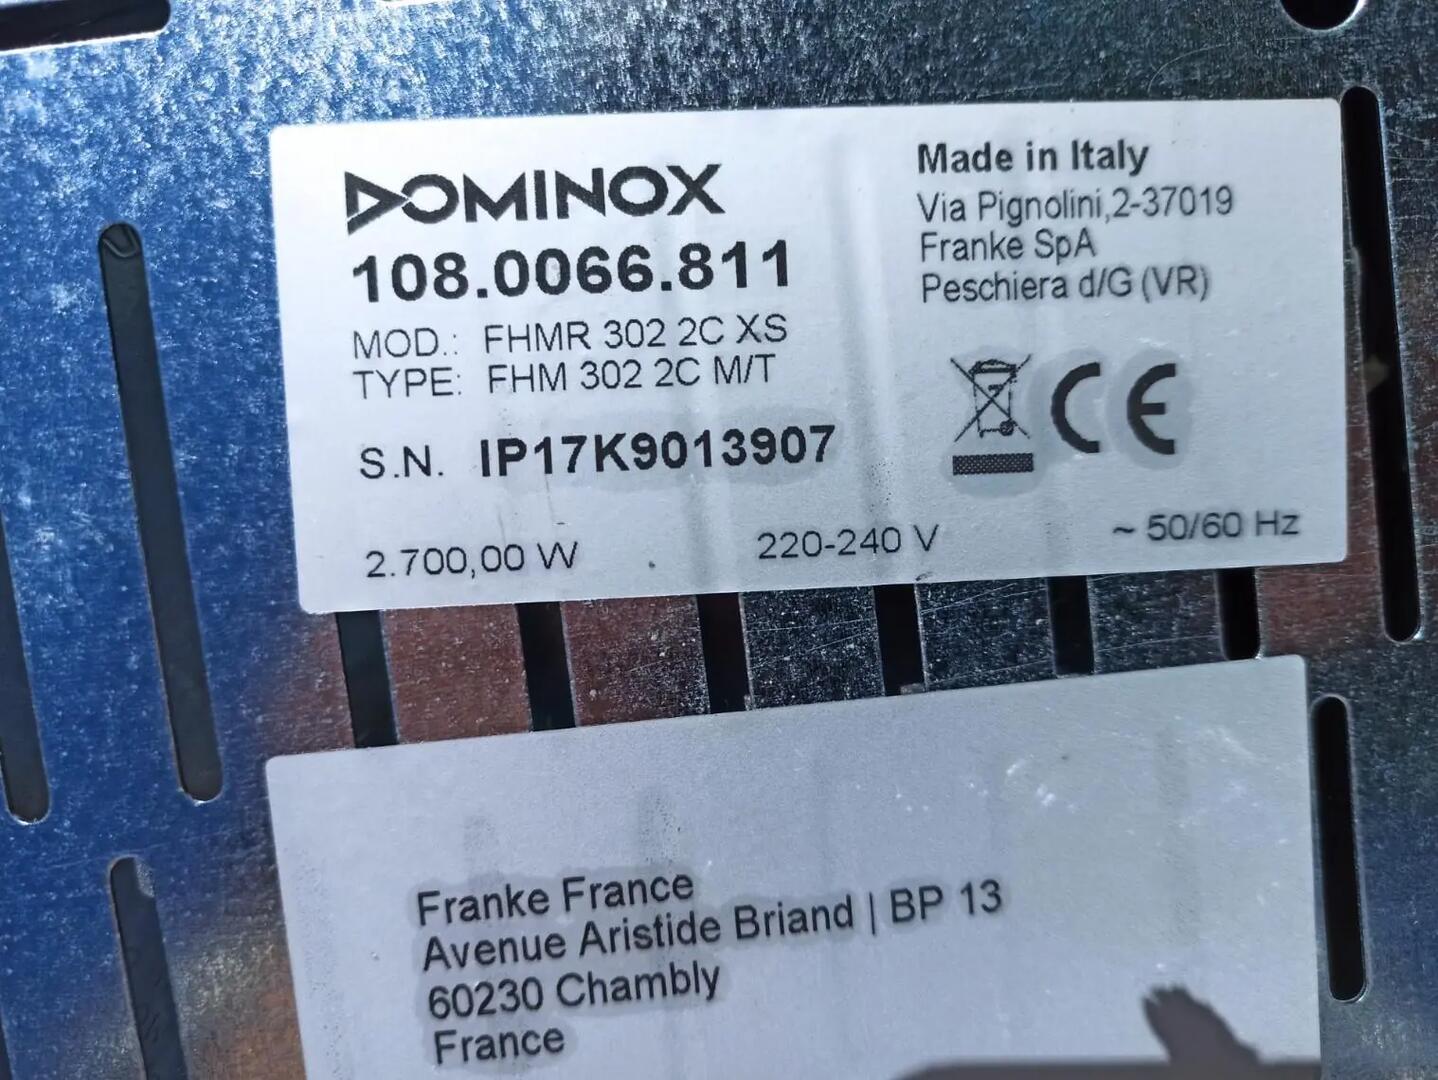 DOMINOX
108.0066.811
MOD.: FHMR 302 2C XS
TYPE: FHM 302 2C M/T
S.N. IP17K9013907
2.700,00 W 220-240 V ~ 50/60 Hz
Made in Italy
Via Pignolini,2-37019
Franke SpA
Peschiera d/G (VR)
CE
Franke France
Avenue Aristide Briand | BP 13
60230 Chambly
France